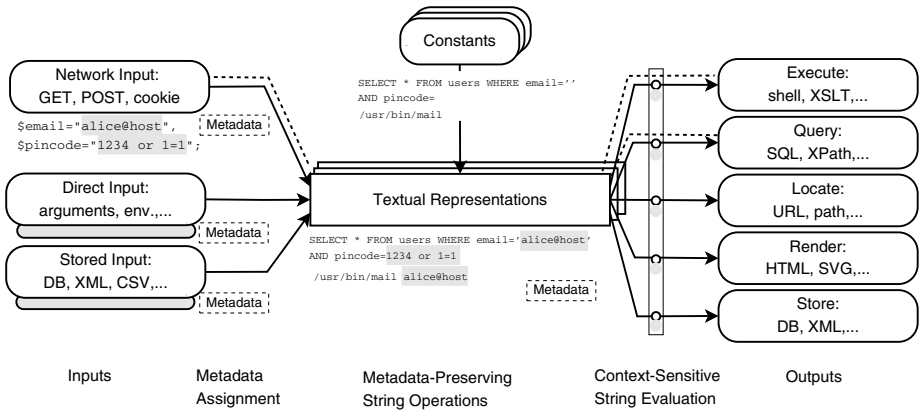 Constants
SELECT * FROM users WHERE email=''
AND pincode=
/usr/bin/mail
Network Input:
GET, POST, cookie
$email="alice@host",
$pincode="1234 or 1=1";
Metadata
Direct Input:
arguments, env.,...
Metadata
Stored Input:
DB, XML, CSV,...
Metadata
Textual Representations
SELECT * FROM users WHERE email='alice@host'
AND pincode=1234 or 1=1
/usr/bin/mail alice@host
Metadata
Execute:
shell, XSLT,...
Query:
SQL, XPath,...
Locate:
URL, path,...
Render:
HTML, SVG,...
Store:
DB, XML,...
Inputs
Metadata
Assignment
Metadata-Preserving
String Operations
Context-Sensitive
String Evaluation
Outputs